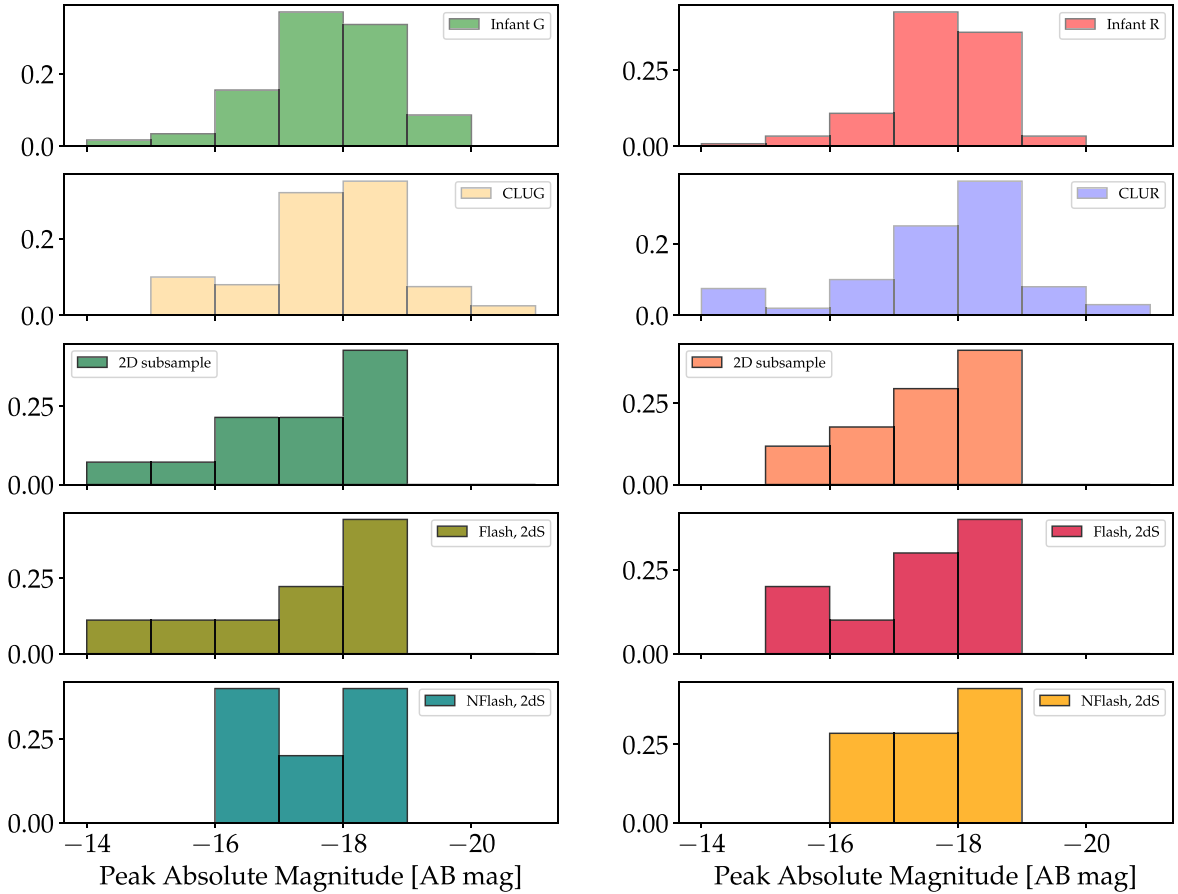 Infant G
0.2
0.0
Infant R
0.25
0.00
CLUG
0.2
0.0
CLUR
0.2
0.0
2D subsample
0.25
0.00
2D subsample
0.25
0.00
Flash, 2dS
0.25
0.00
Flash, 2dS
0.25
0.00
NFlash, 2dS
0.25
0.00
−14 −16 −18 −20
Peak Absolute Magnitude [AB mag]
NFlash, 2dS
0.25
0.00
−14 −16 −18 −20
Peak Absolute Magnitude [AB mag]